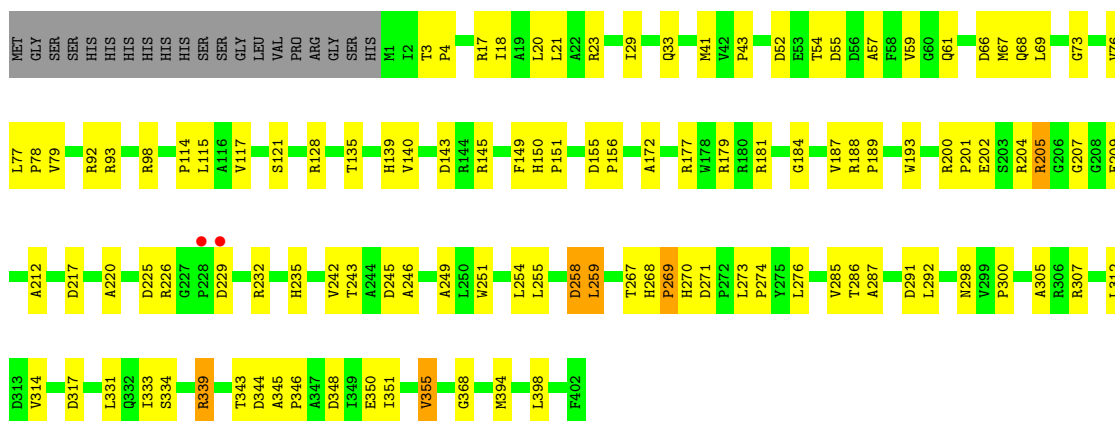 MET GLY SER SER HIS HIS HIS HIS HIS HIS SER SER GLY LEU VAL PRO ARG GLY SER HIS M1 I2 T3 P4 R17 I18 A19 L20 L21 A22 R23 I29 Q33 M41 V42 P43 D52 E53 T54 D55 D56 A57 F58 V59 G60 Q61 D66 M67 Q68 L69 G73 V76
L77 P78 V79 R92 R93 R98 P114 L115 A116 V117 S121 R128 T135 H139 V140 D143 R144 R145 F149 H150 P151 D155 P156 A172 R177 W178 R179 R180 R181 G184 V187 R188 P189 W193 R200 P201 E202 S203 R204 R205 G206 G207 G208
A212 D217 A220 D225 R226 G227 P228 D229 R232 H235 V242 T243 A244 D245 A246 A249 L250 W251 L254 L255 D258 L259 T267 H268 P269 H270 D271 P272 L273 P274 Y275 L276 V285 T286 A287 D291 L292 N298 V299 P300 A305 R306 R307 L312
D313 V314 D317 L331 Q332 I333 S334 R339 T343 D344 A345 P346 A347 D348 I349 E350 I351 V355 G368 M394 L398 F402